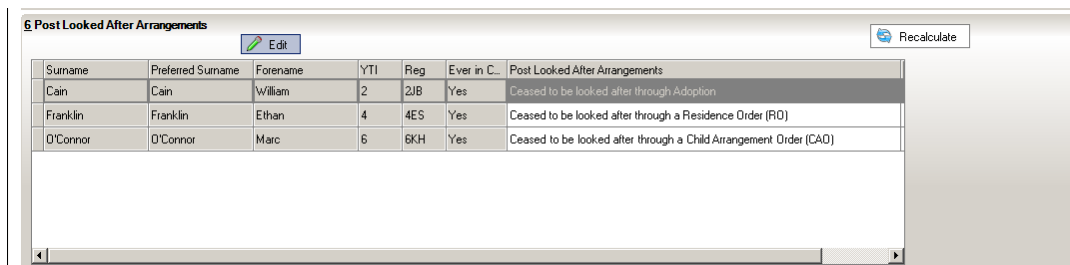 6 Post Looked After Arrangements
Edit
Recalculate
Surname Preferred Surname Forename YTI Reg Ever in C... Post Looked After Arrangements
Cain Cain William 2 2JB Yes Ceased to be looked after through Adoption
Franklin Franklin Ethan 4 4ES Yes Ceased to be looked after through a Residence Order (RO)
O'Connor O'Connor Marc 6 6KH Yes Ceased to be looked after through a Child Arrangement Order (CAO)